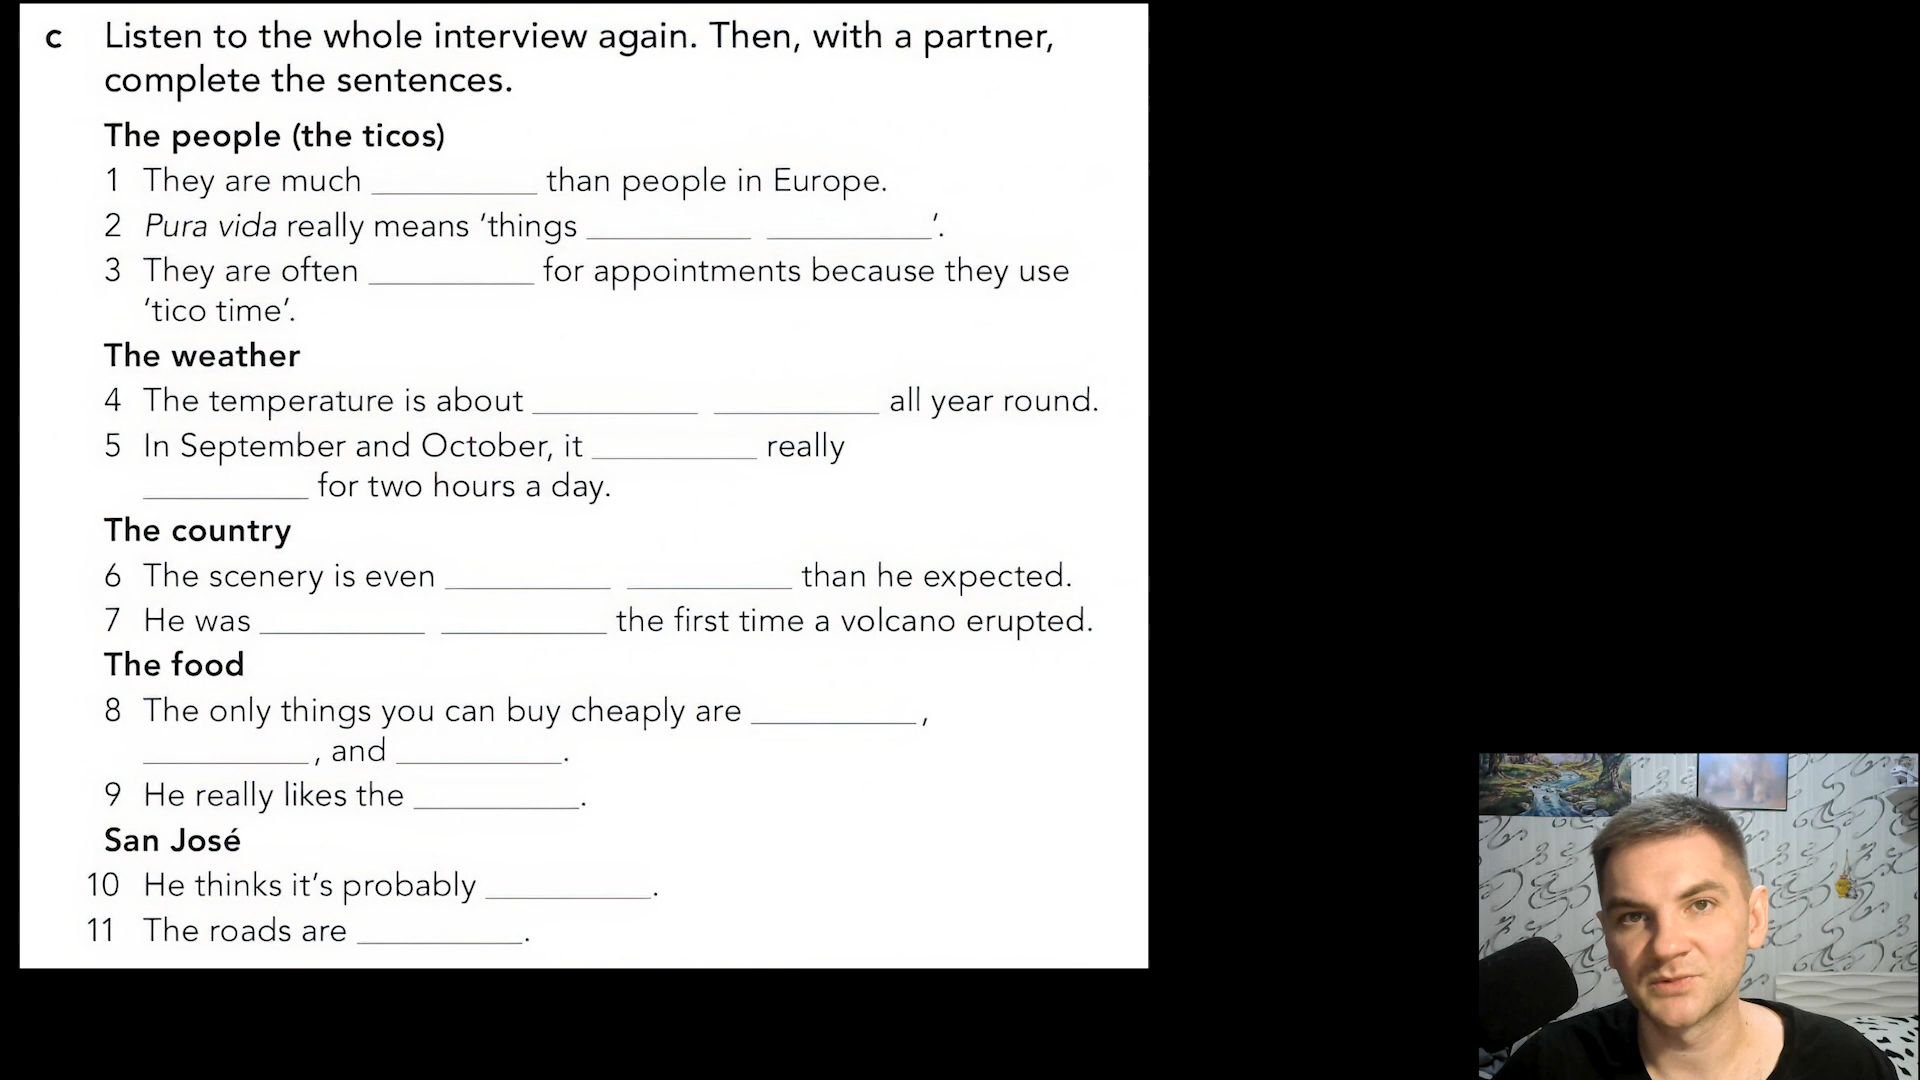 c Listen to the whole interview again. Then, with a partner,
complete the sentences.
The people (the ticos)
1 They are much __________ than people in Europe.
2 Pura vida really means ‘things __________ __________’.
3 They are often __________ for appointments because they use
‘tico time’.
The weather
4 The temperature is about __________ __________ all year round.
5 In September and October, it __________ really
__________ for two hours a day.
The country
6 The scenery is even __________ __________ than he expected.
7 He was __________ __________ the first time a volcano erupted.
The food
8 The only things you can buy cheaply are __________,
__________, and __________.
9 He really likes the __________.
San José
10 He thinks it’s probably __________.
11 The roads are __________.